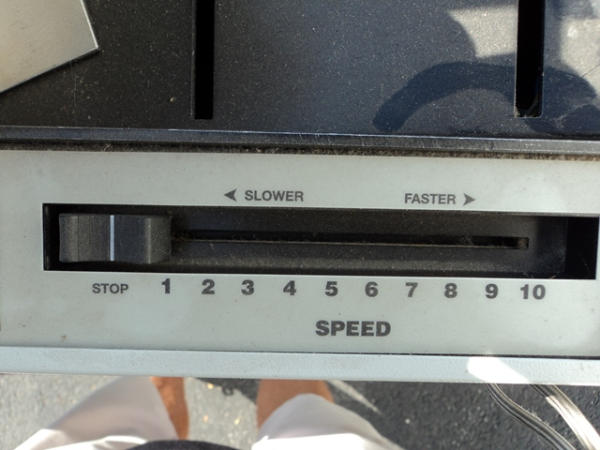 ◄ SLOWER FASTER ➤
STOP 1 2 3 4 5 6 7 8 9 10
SPEED